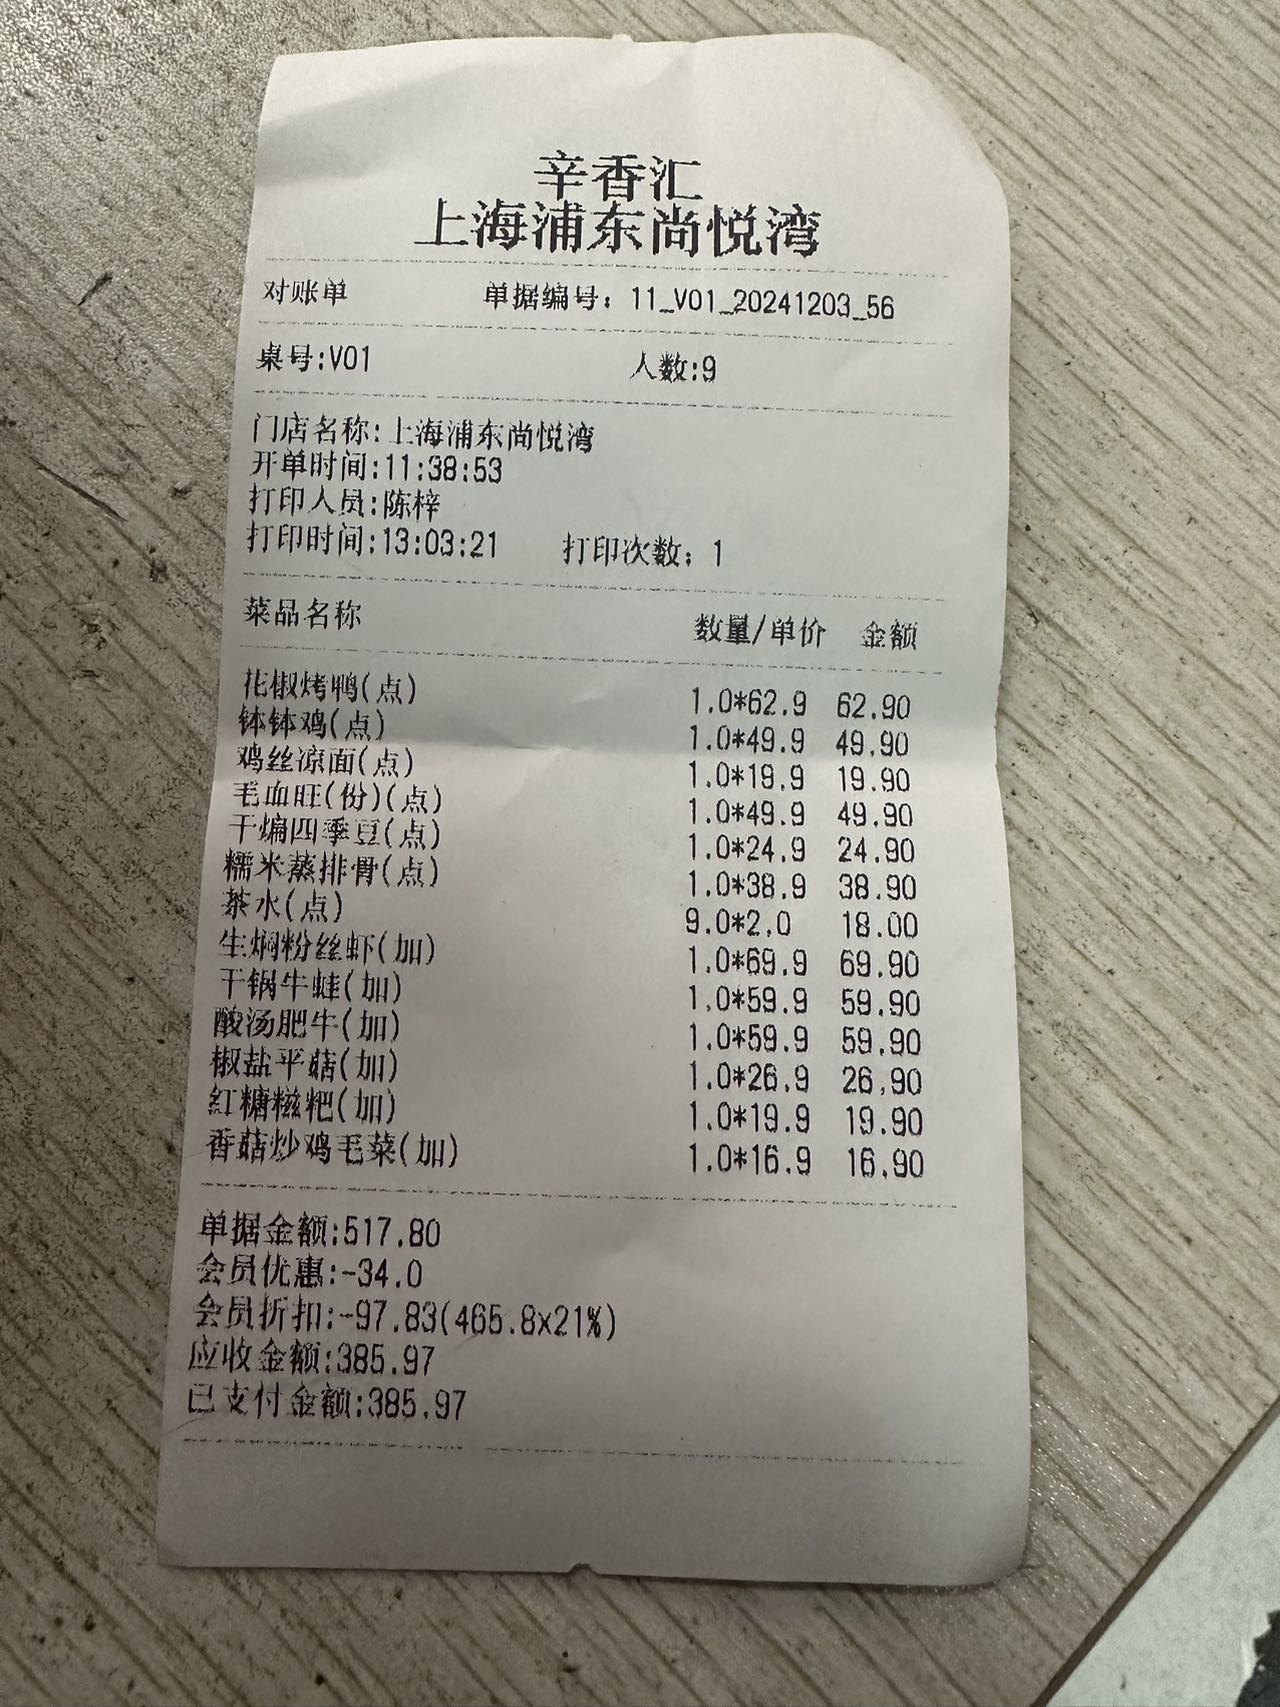 辛香汇
上海浦东尚悦湾
对账单 单据编号：11_V01_20241203_56
桌号:V01 人数:9
门店名称:上海浦东尚悦湾
开单时间:11:38:53
打印人员:陈梓
打印时间:13:03:21 打印次数：1
菜品名称 数量/单价 金额
花椒烤鸭(点) 1.0*62.9 62.90
钵钵鸡(点) 1.0*49.9 49.90
鸡丝凉面(点) 1.0*19.9 19.90
毛血旺(份)(点) 1.0*49.9 49.90
干煸四季豆(点) 1.0*24.9 24.90
糯米蒸排骨(点) 1.0*38.9 38.90
茶水(点) 9.0*2.0 18.00
生焖粉丝虾(加) 1.0*69.9 69.90
干锅牛蛙(加) 1.0*59.9 59.90
酸汤肥牛(加) 1.0*59.9 59.90
椒盐平菇(加) 1.0*26.9 26.90
红糖糍粑(加) 1.0*19.9 19.90
香菇炒鸡毛菜(加) 1.0*16.9 16.90
单据金额:517.80
会员优惠:-34.0
会员折扣:-97.83(465.8x21%)
应收金额:385.97
已支付金额:385.97